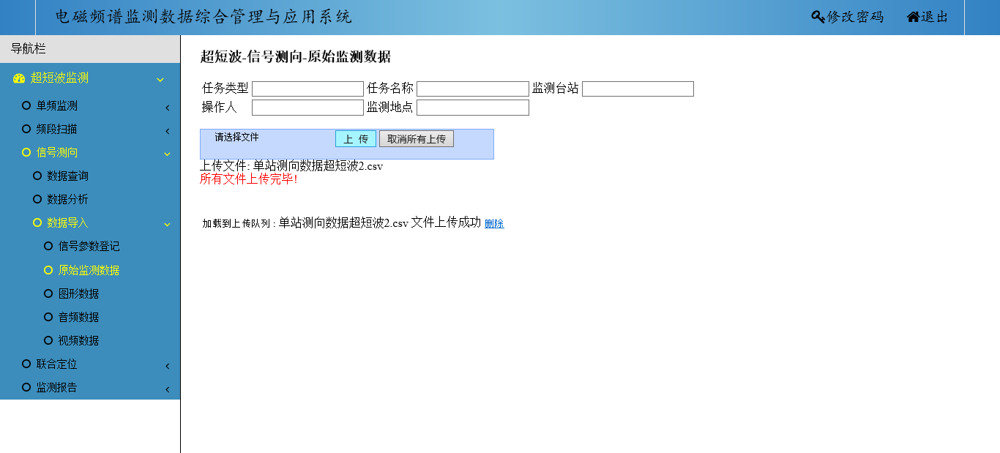 电磁频谱监测数据综合管理与应用系统
修改密码 退出
导航栏
超短波监测
单频监测
频段扫描
信号测向
数据查询
数据分析
数据导入
信号参数登记
原始监测数据
图形数据
音频数据
视频数据
联合定位
监测报告
超短波-信号测向-原始监测数据
任务类型 任务名称 监测台站
操作人 监测地点
请选择文件 上 传 取消所有上传
上传文件: 单站测向数据超短波2.csv
所有文件上传完毕!
加载到上传队列 : 单站测向数据超短波2.csv 文件上传成功 删除